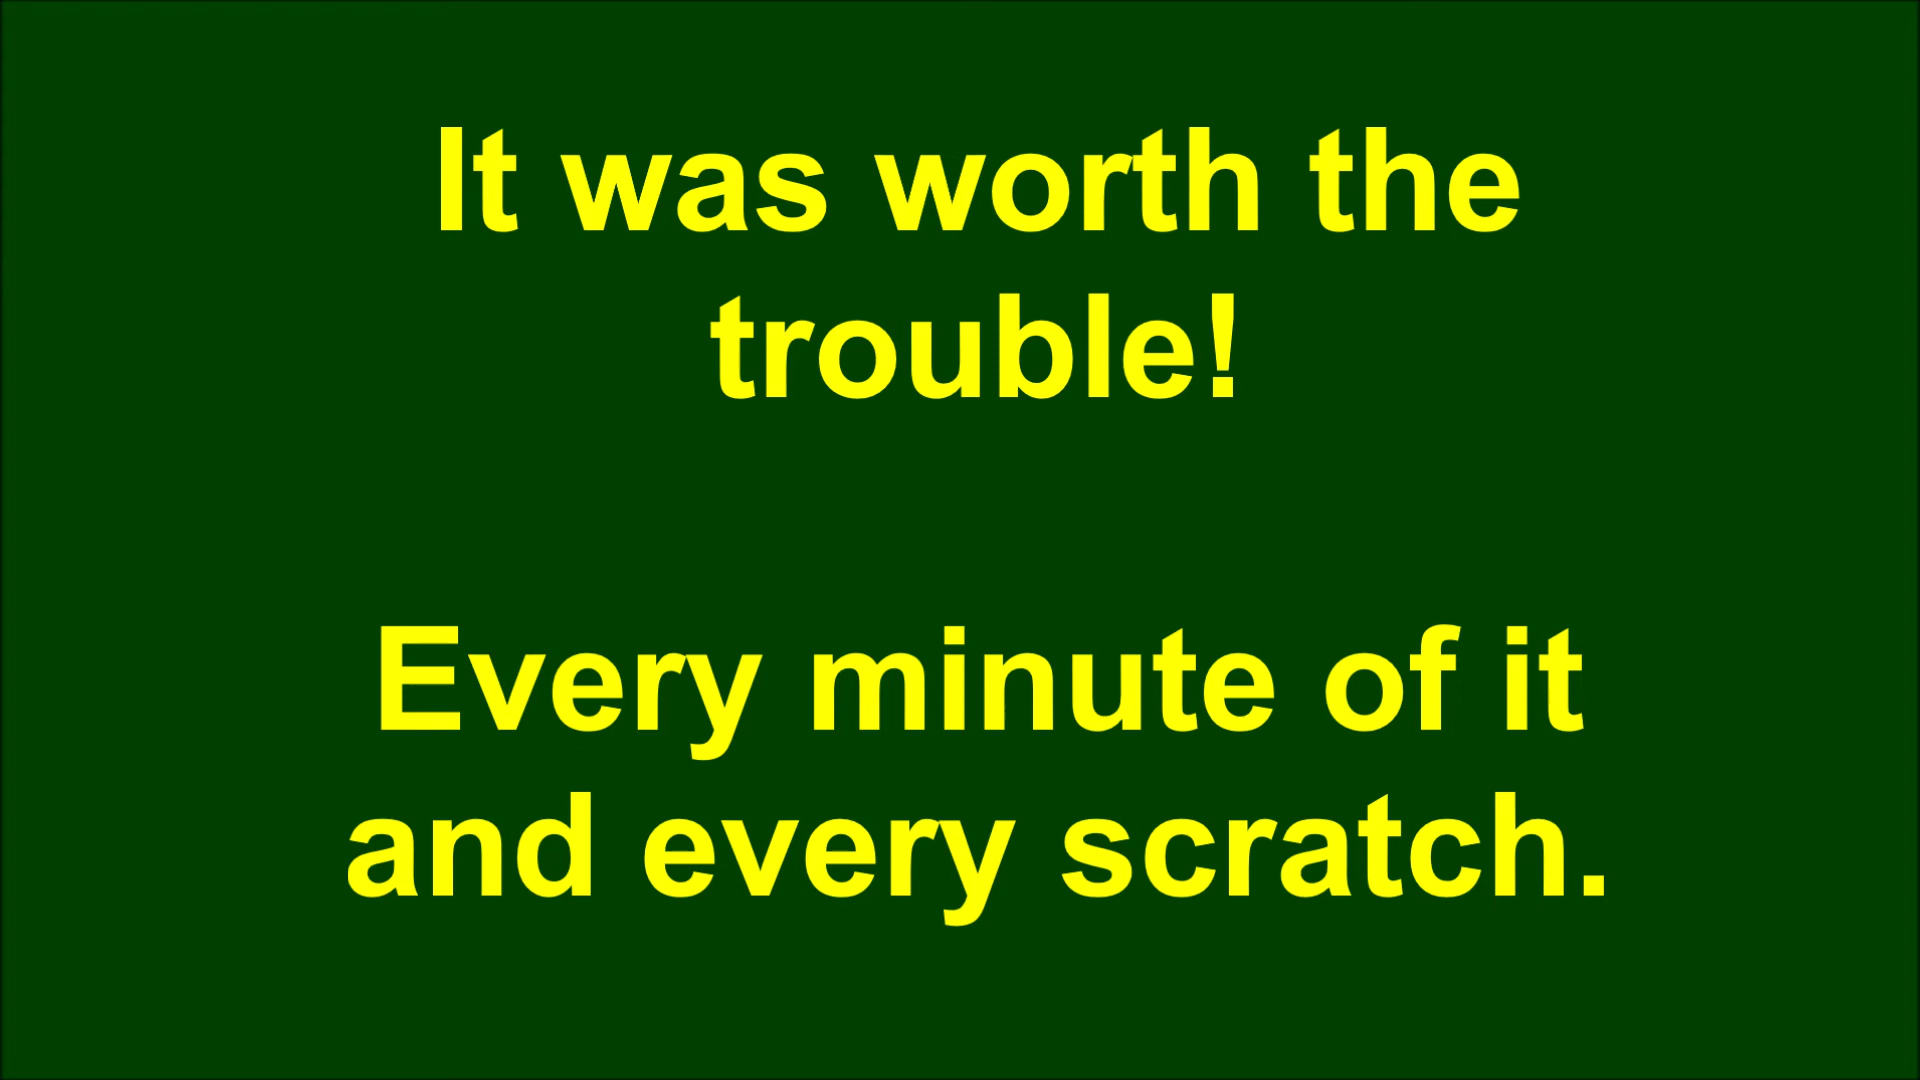 It was worth the
trouble!
Every minute of it
and every scratch.